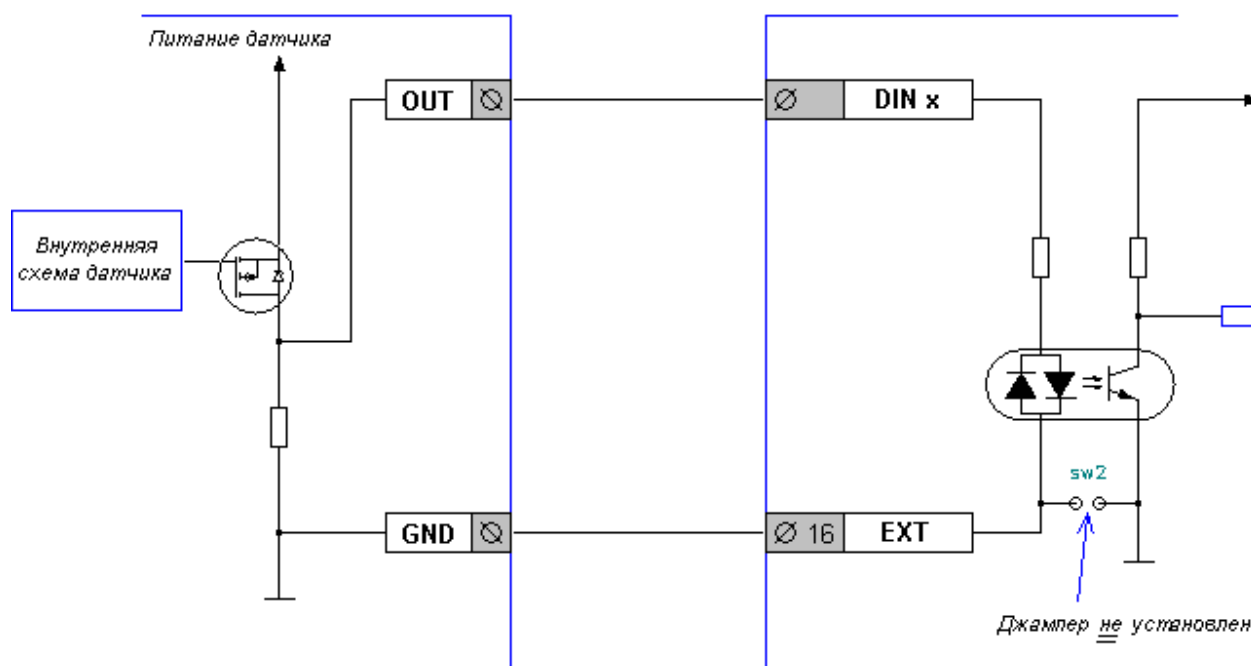 Питание датчика
OUT
DIN x
Внутренняя
схема датчика
sw2
GND
16 EXT
Джампер не установлен